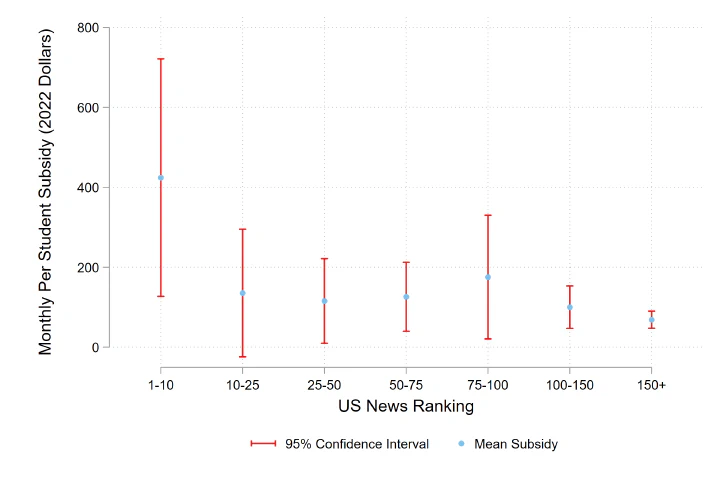 Monthly Per Student Subsidy (2022 Dollars)
800
600
400
200
0
1-10 10-25 25-50 50-75 75-100 100-150 150+
US News Ranking
95% Confidence Interval Mean Subsidy